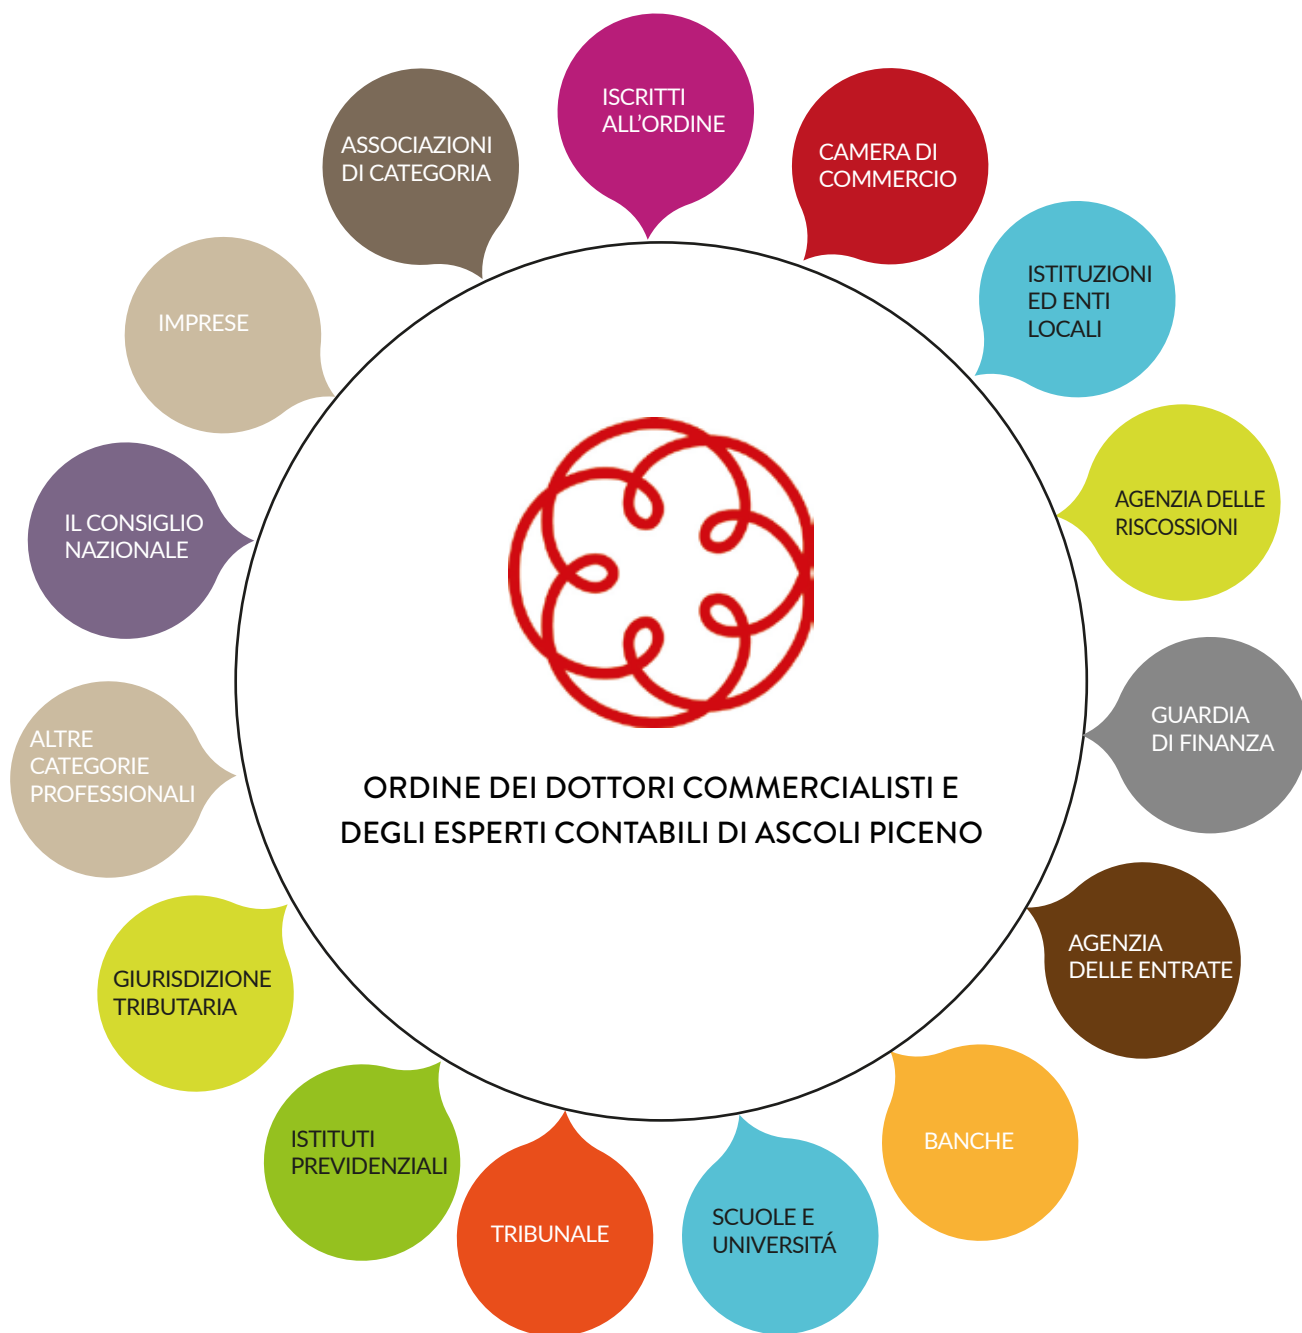 ISCRITTI
ALL'ORDINE
CAMERA DI
COMMERCIO
ISTITUZIONI
ED ENTI
LOCALI
AGENZIA DELLE
RISCOSSIONI
GUARDIA
DI FINANZA
AGENZIA
DELLE ENTRATE
BANCHE
SCUOLE E
UNIVERSITÁ
TRIBUNALE
ISTITUTI
PREVIDENZIALI
GIURISDIZIONE
TRIBUTARIA
ALTRE
CATEGORIE
PROFESSIONALI
IL CONSIGLIO
NAZIONALE
IMPRESE
ASSOCIAZIONI
DI CATEGORIA
ORDINE DEI DOTTORI COMMERCIALISTI E
DEGLI ESPERTI CONTABILI DI ASCOLI PICENO